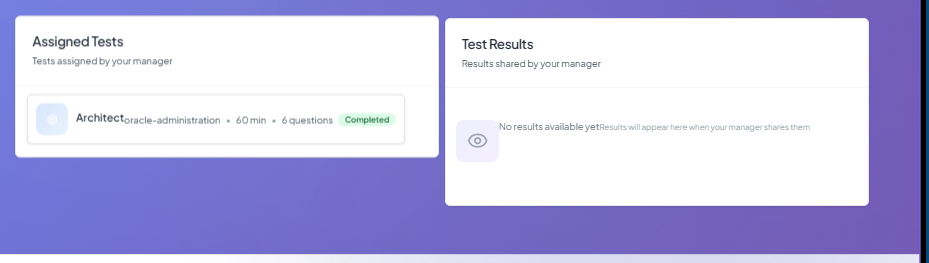 Assigned Tests
Tests assigned by your manager
Architect oracle-administration • 60 min • 6 questions Completed
Test Results
Results shared by your manager
No results available yet Results will appear here when your manager shares them